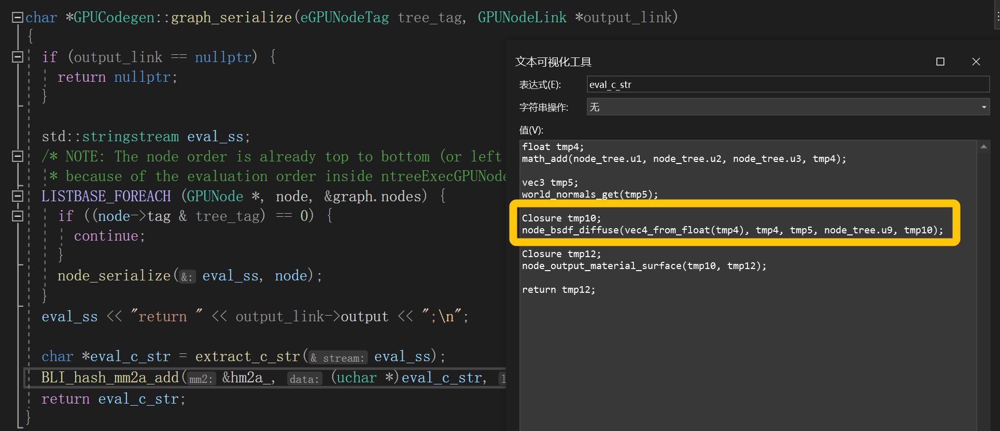 char *GPUCodegen::graph_serialize(eGPUNodeTag tree_tag, GPUNodeLink *output_link)
{
if (output_link == nullptr) {
return nullptr;
}
std::stringstream eval_ss;
/* NOTE: The node order is already top to bottom (or left
* because of the evaluation order inside ntreeExecGPUNode
LISTBASE_FOREACH (GPUNode *, node, &graph.nodes) {
if ((node->tag & tree_tag) == 0) {
continue;
}
node_serialize(&: eval_ss, node);
}
eval_ss << "return " << output_link->output << ";\n";
char *eval_c_str = extract_c_str(& stream: eval_ss);
BLI_hash_mm2a_add(mm2: &hm2a_, data: (uchar *)eval_c_str, l
return eval_c_str;
}
文本可视化工具
表达式(E): eval_c_str
字符串操作: 无
值(V):
float tmp4;
math_add(node_tree.u1, node_tree.u2, node_tree.u3, tmp4);
vec3 tmp5;
world_normals_get(tmp5);
Closure tmp10;
node_bsdf_diffuse(vec4_from_float(tmp4), tmp4, tmp5, node_tree.u9, tmp10);
Closure tmp12;
node_output_material_surface(tmp10, tmp12);
return tmp12;